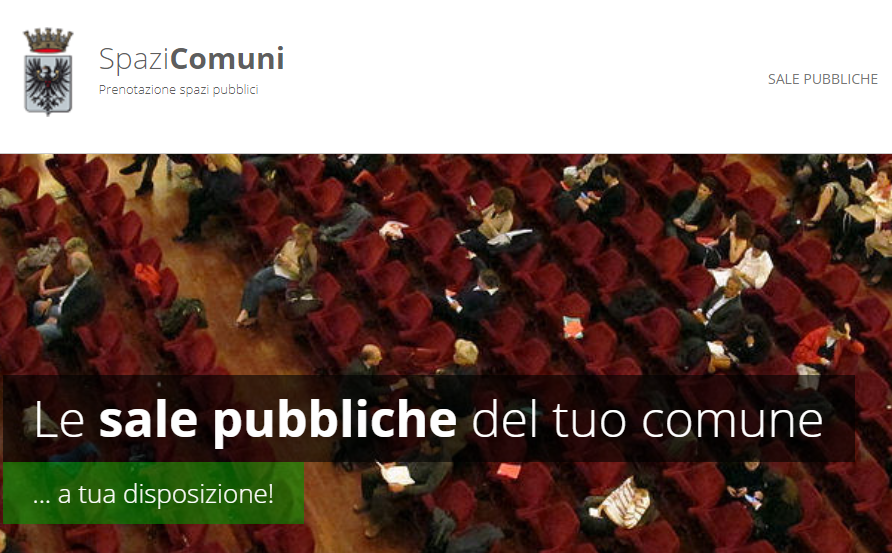 SpaziComuni
Prenotazione spazi pubblici
SALE PUBBLICHE
Le sale pubbliche del tuo comune
... a tua disposizione!